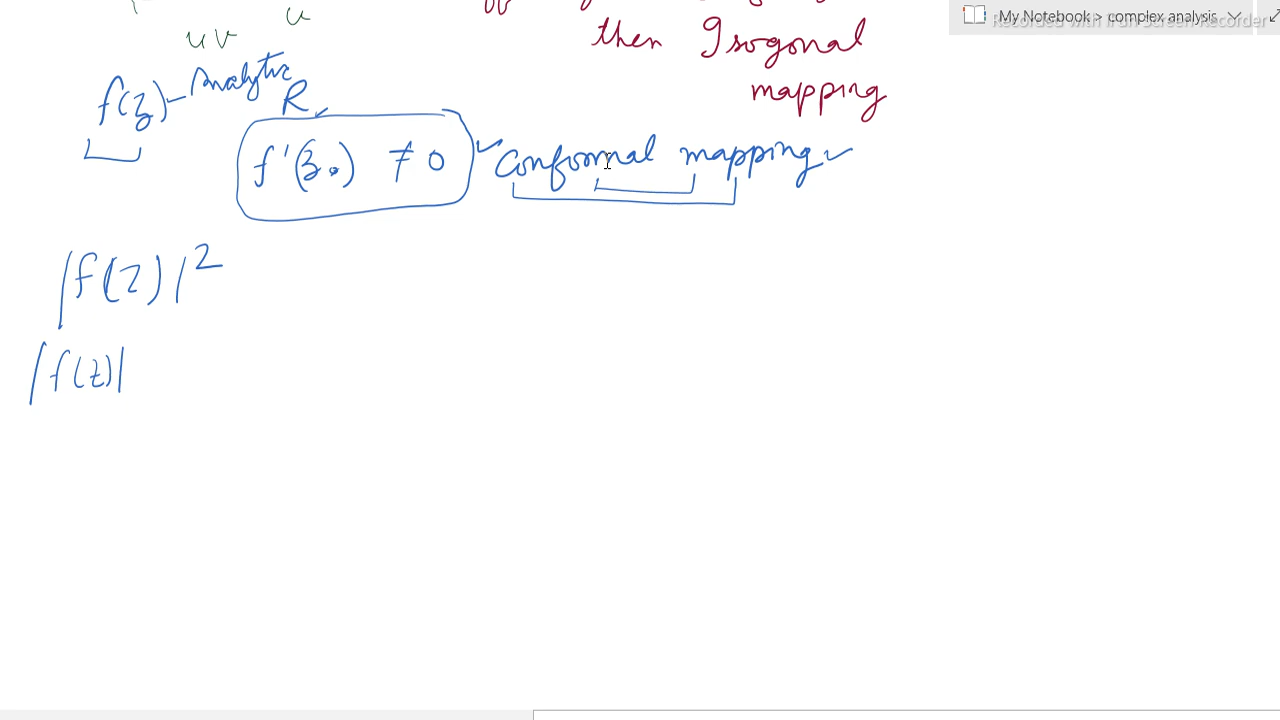 u
u v
then Isogonal
mapping
My Notebook > complex analysis
f(z) - Analytic
R
f'(z₀) ≠ 0 conformal mapping
|f(z)|²
|f(z)|